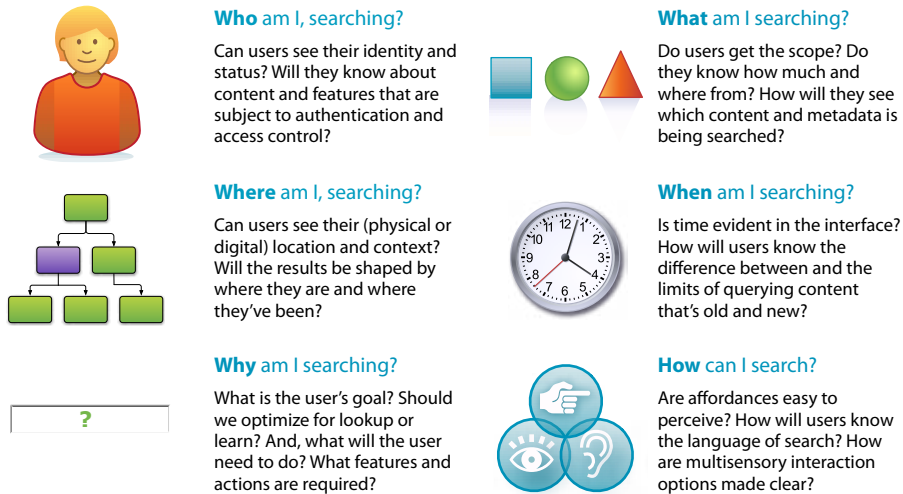 Who am I, searching?
Can users see their identity and
status? Will they know about
content and features that are
subject to authentication and
access control?
What am I searching?
Do users get the scope? Do
they know how much and
where from? How will they see
which content and metadata is
being searched?
Where am I, searching?
Can users see their (physical or
digital) location and context?
Will the results be shaped by
where they are and where
they've been?
12
1
2
3
4
5
6
7
8
9
10
11
When am I searching?
Is time evident in the interface?
How will users know the
difference between and the
limits of querying content
that's old and new?
?
Why am I searching?
What is the user's goal? Should
we optimize for lookup or
learn? And, what will the user
need to do? What features and
actions are required?
How can I search?
Are affordances easy to
perceive? How will users know
the language of search? How
are multisensory interaction
options made clear?